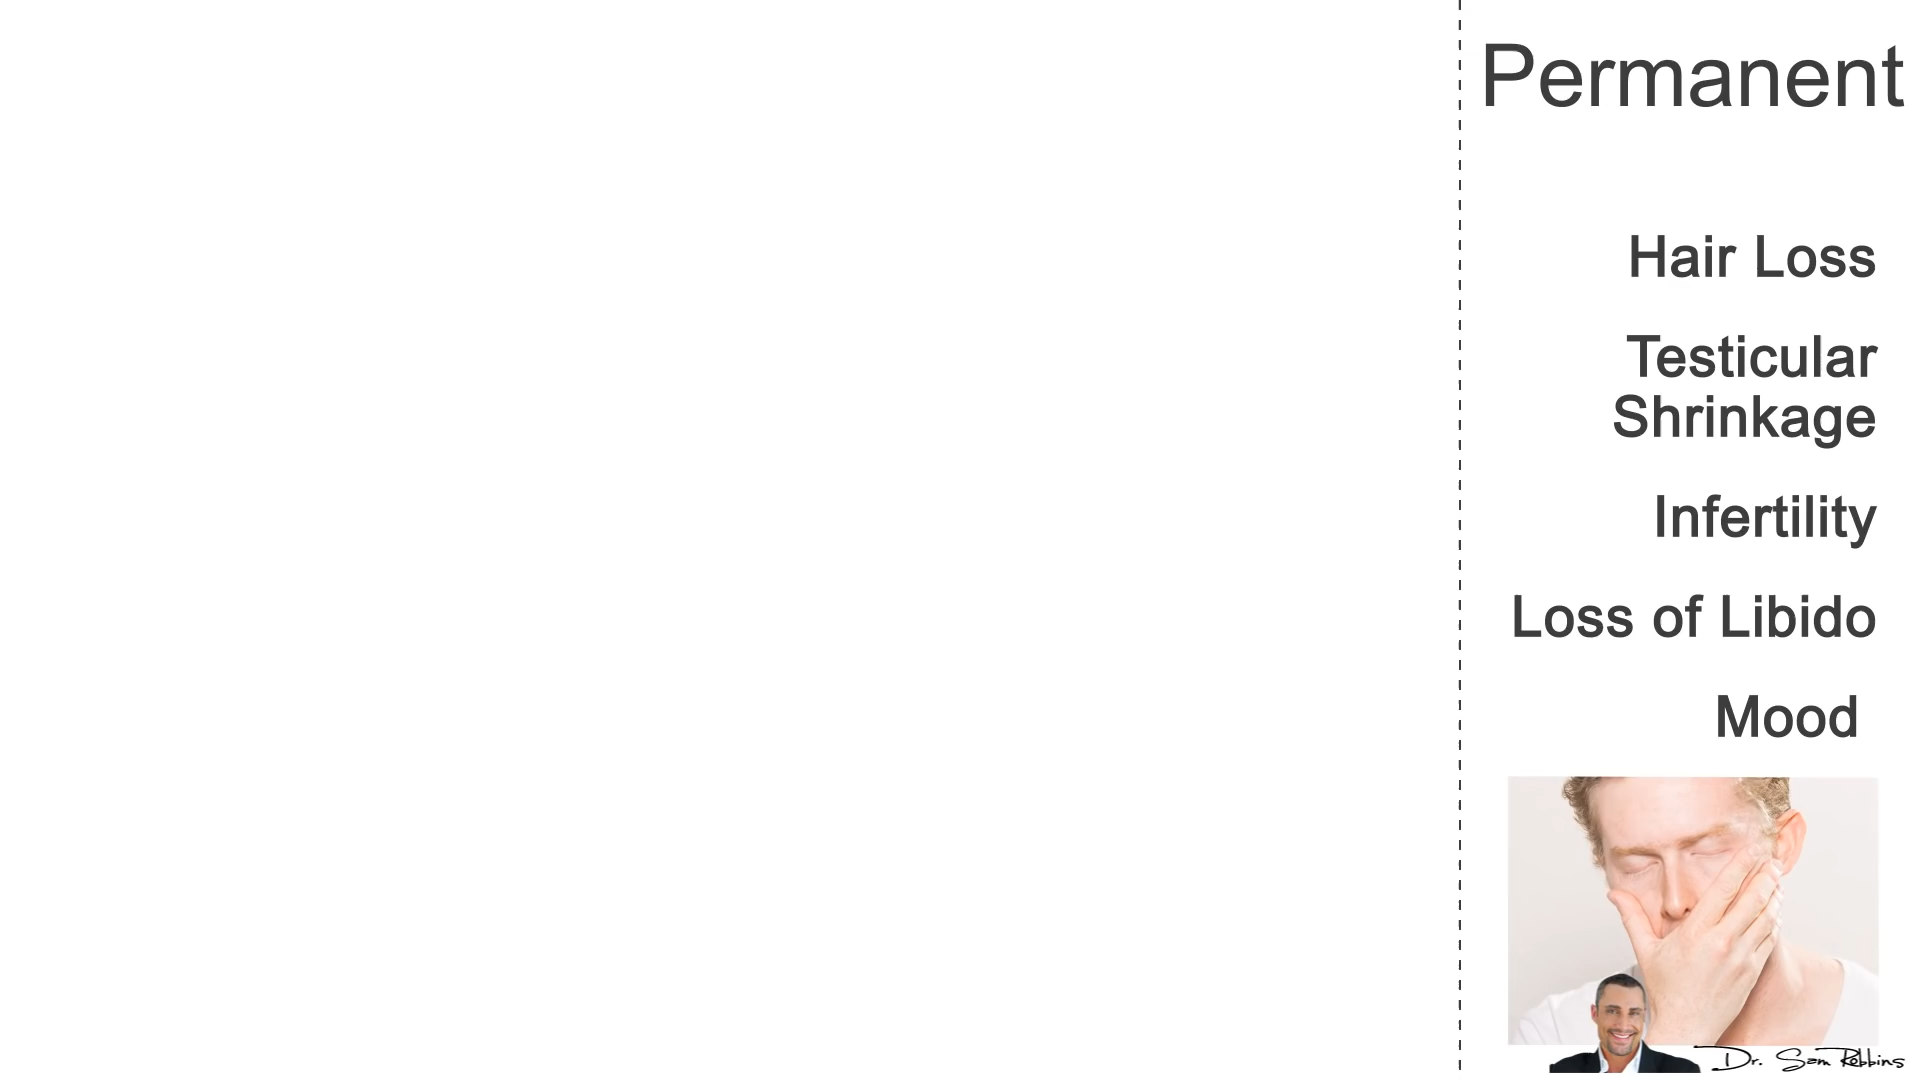 Permanent
Hair Loss
Testicular
Shrinkage
Infertility
Loss of Libido
Mood
Dr. Sam Robbins